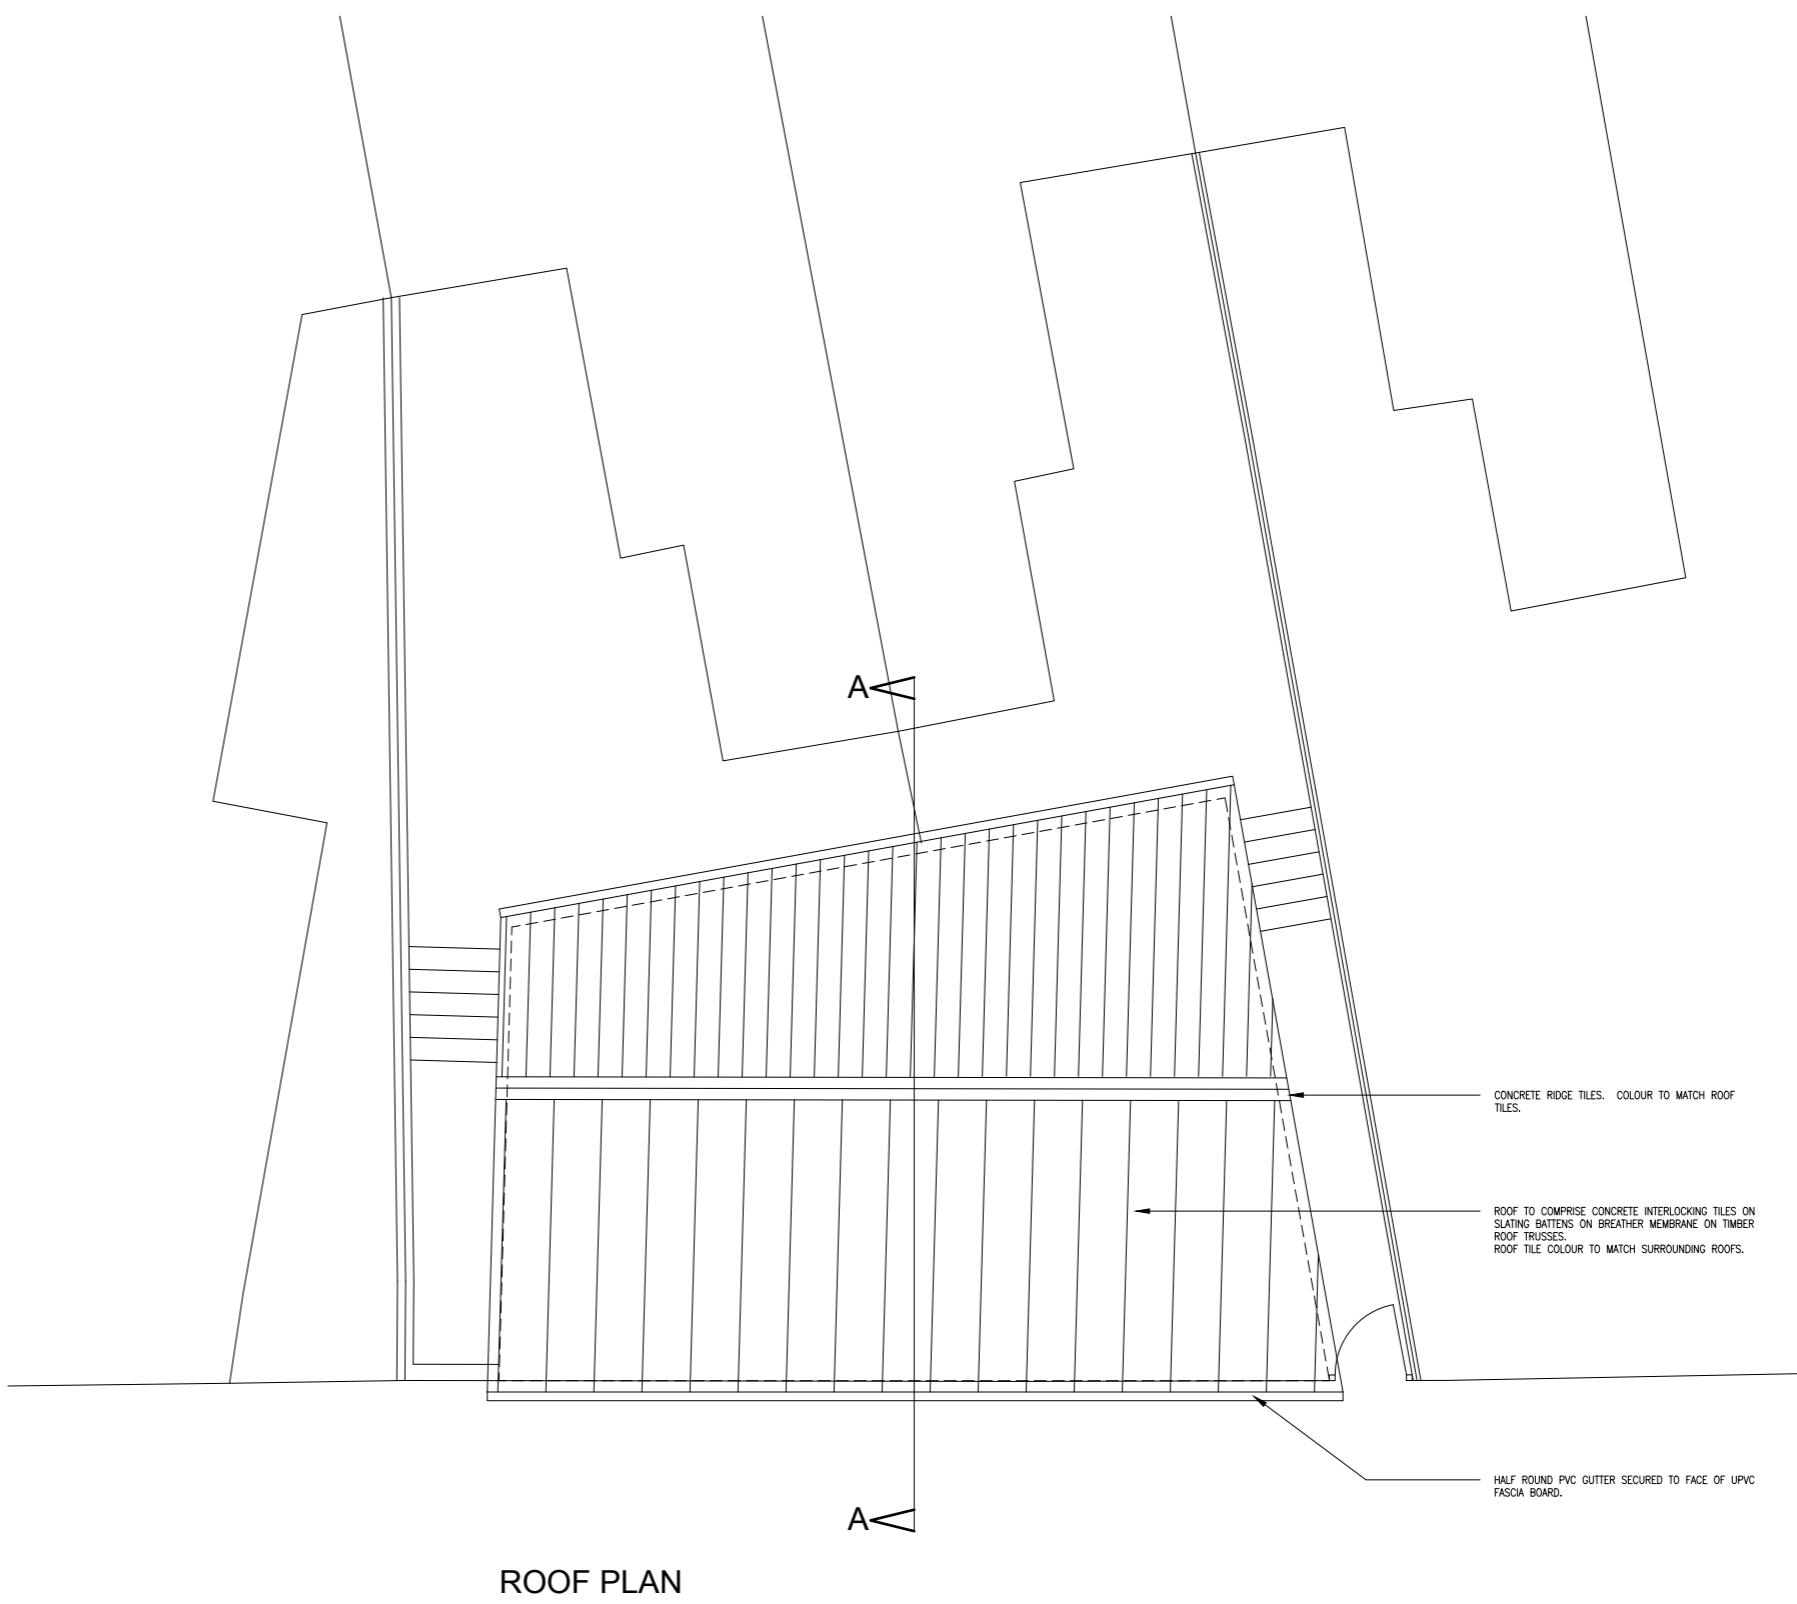 A
CONCRETE RIDGE TILES. COLOUR TO MATCH ROOF
TILES.
ROOF TO COMPRISE CONCRETE INTERLOCKING TILES ON
SLATING BATTENS ON BREATHER MEMBRANE ON TIMBER
ROOF TRUSSES.
ROOF TILE COLOUR TO MATCH SURROUNDING ROOFS.
HALF ROUND PVC GUTTER SECURED TO FACE OF UPVC
FASCIA BOARD.
A
ROOF PLAN